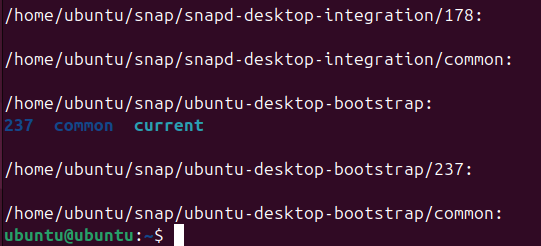 /home/ubuntu/snap/snapd-desktop-integration/178:
/home/ubuntu/snap/snapd-desktop-integration/common:
/home/ubuntu/snap/ubuntu-desktop-bootstrap:
237  common  current
/home/ubuntu/snap/ubuntu-desktop-bootstrap/237:
/home/ubuntu/snap/ubuntu-desktop-bootstrap/common:
ubuntu@ubuntu:~$